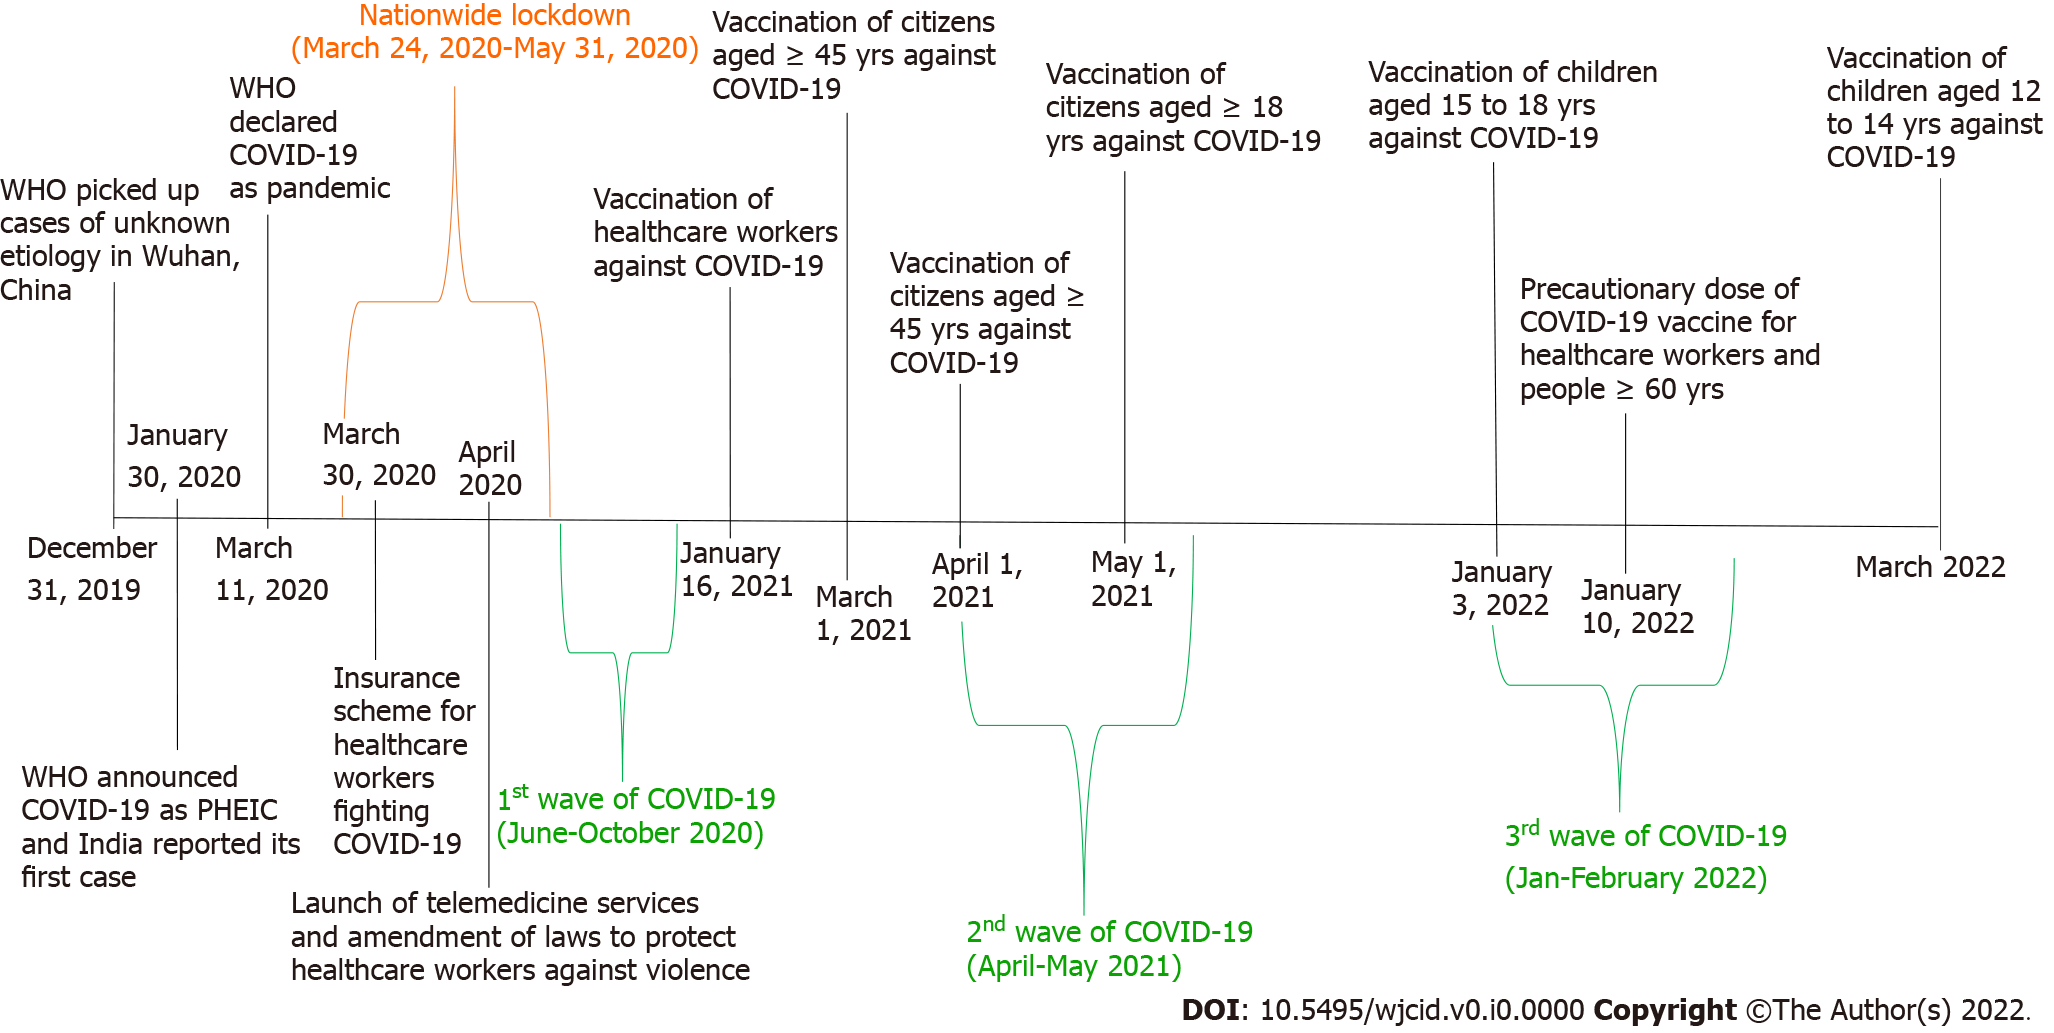 Nationwide lockdown
(March 24, 2020-May 31, 2020)
Vaccination of citizens
aged ≥ 45 yrs against
COVID-19
Vaccination of
citizens aged ≥ 18
yrs against COVID-19
Vaccination of children
aged 15 to 18 yrs
against COVID-19
Vaccination of
children aged 12
to 14 yrs against
COVID-19
WHO
declared
COVID-19
as pandemic
WHO picked up
cases of unknown
etiology in Wuhan,
China
Vaccination of
healthcare workers
against COVID-19
Vaccination of
citizens aged ≥
45 yrs against
COVID-19
Precautionary dose of
COVID-19 vaccine for
healthcare workers and
people ≥ 60 yrs
January
30, 2020
March
30, 2020
April
2020
December
31, 2019
March
11, 2020
January
16, 2021
March
1, 2021
April 1,
2021
May 1,
2021
January
3, 2022
January
10, 2022
March 2022
Insurance
scheme for
healthcare
workers
fighting
COVID-19
WHO announced
COVID-19 as PHEIC
and India reported its
first case
1st wave of COVID-19
(June-October 2020)
Launch of telemedicine services
and amendment of laws to protect
healthcare workers against violence
2nd wave of COVID-19
(April-May 2021)
3rd wave of COVID-19
(Jan-February 2022)
DOI: 10.5495/wjcid.v0.i0.0000 Copyright ©The Author(s) 2022.